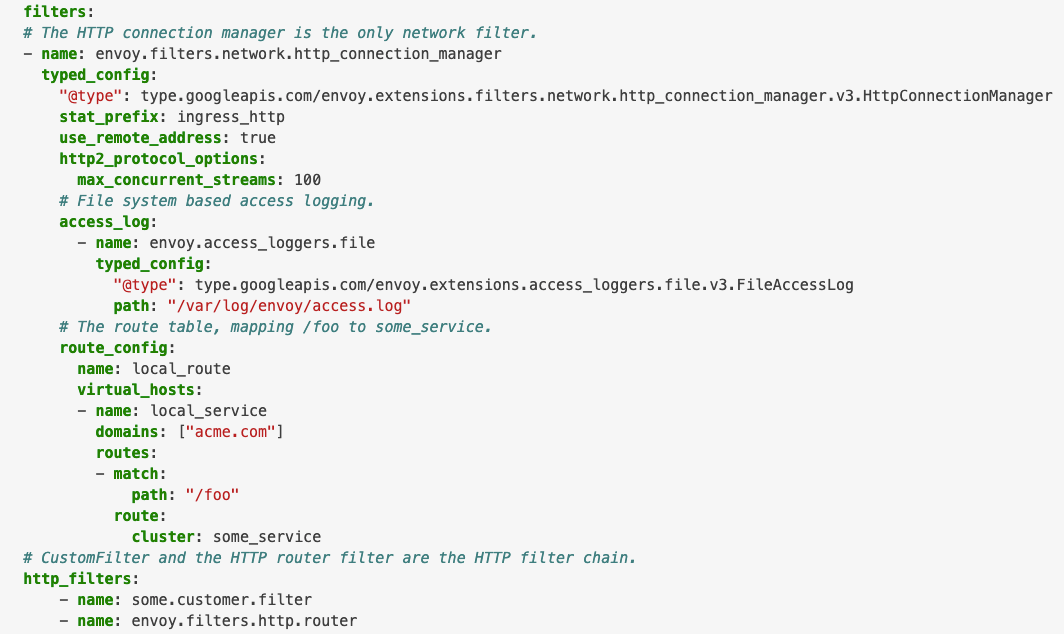 filters:
# The HTTP connection manager is the only network filter.
- name: envoy.filters.network.http_connection_manager
  typed_config:
    "@type": type.googleapis.com/envoy.extensions.filters.network.http_connection_manager.v3.HttpConnectionManager
    stat_prefix: ingress_http
    use_remote_address: true
    http2_protocol_options:
      max_concurrent_streams: 100
    # File system based access logging.
    access_log:
      - name: envoy.access_loggers.file
        typed_config:
          "@type": type.googleapis.com/envoy.extensions.access_loggers.file.v3.FileAccessLog
          path: "/var/log/envoy/access.log"
    # The route table, mapping /foo to some_service.
    route_config:
      name: local_route
      virtual_hosts:
      - name: local_service
        domains: ["acme.com"]
        routes:
        - match:
            path: "/foo"
          route:
            cluster: some_service
# CustomFilter and the HTTP router filter are the HTTP filter chain.
http_filters:
    - name: some.customer.filter
    - name: envoy.filters.http.router